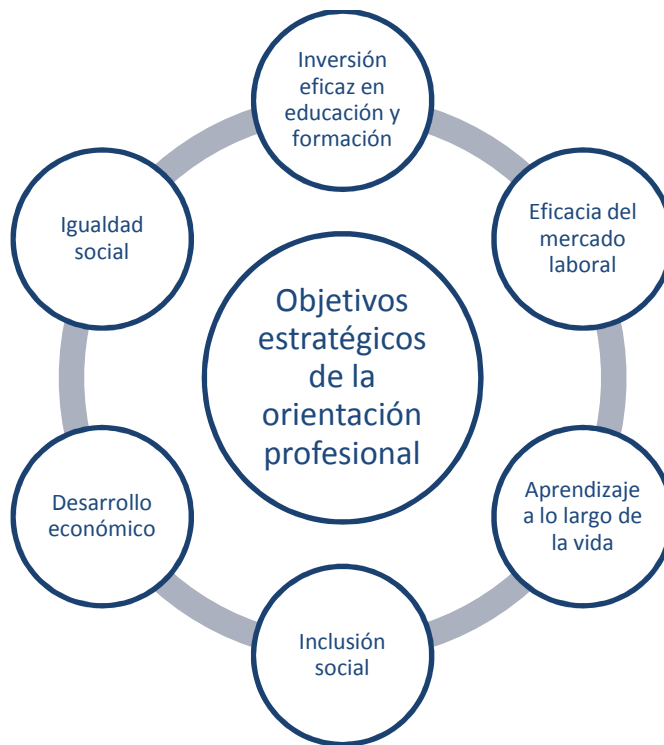 Inversión
eficaz en
educación y
formación
Eficacia del
mercado
laboral
Igualdad
social
Objetivos
estratégicos
de la
orientación
profesional
Aprendizaje
a lo largo de
la vida
Desarrollo
económico
Inclusión
social